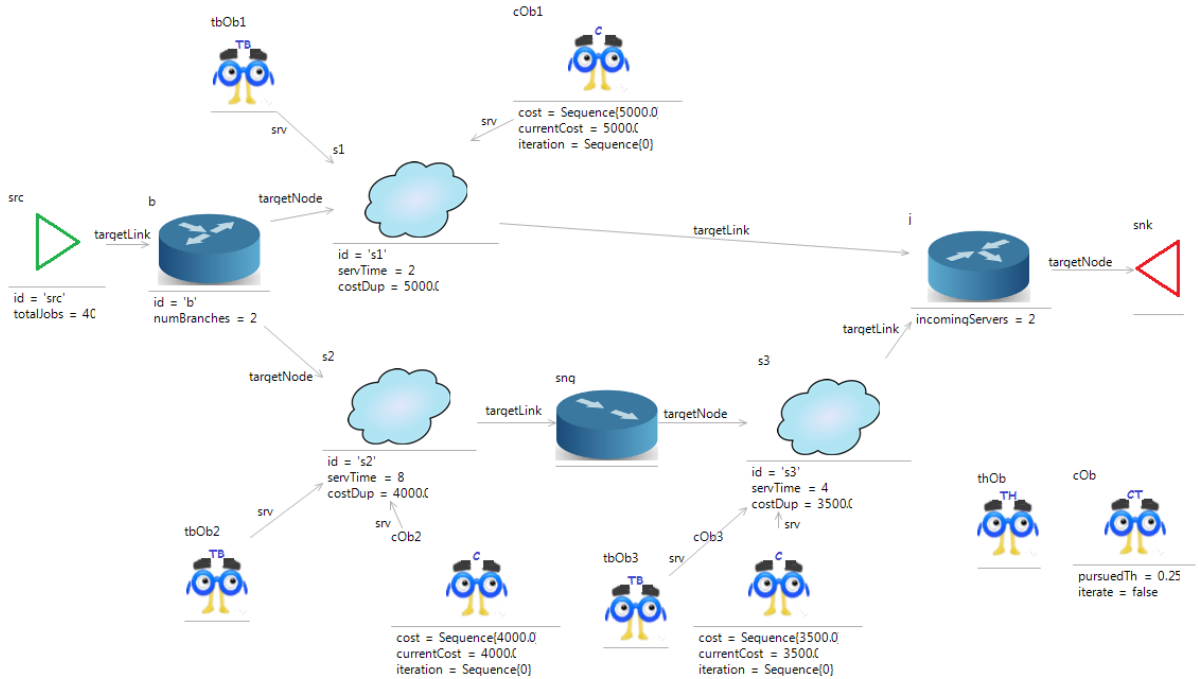 tbOb1
TB
cOb1
C
cost = Sequence{5000.0
currentCost = 5000.0
iteration = Sequence{0}
srv
srv
s1
src
targetLink
b
targetNode
id = 'src'
totalJobs = 40
id = 'b'
numBranches = 2
id = 's1'
servTime = 2
costDup = 5000.0
targetLink
j
targetNode
snk
incomingServers = 2
targetLink
targetNode
s2
id = 's2'
servTime = 8
costDup = 4000.0
targetLink
snq
targetNode
s3
id = 's3'
servTime = 4
costDup = 3500.0
thOb
TH
cOb
CT
pursuedTh = 0.25
iterate = false
tbOb2
TB
srv
srv
cOb2
C
cost = Sequence{4000.0
currentCost = 4000.0
iteration = Sequence{0}
tbOb3
TB
srv
srv
cOb3
C
cost = Sequence{3500.0
currentCost = 3500.0
iteration = Sequence{0}